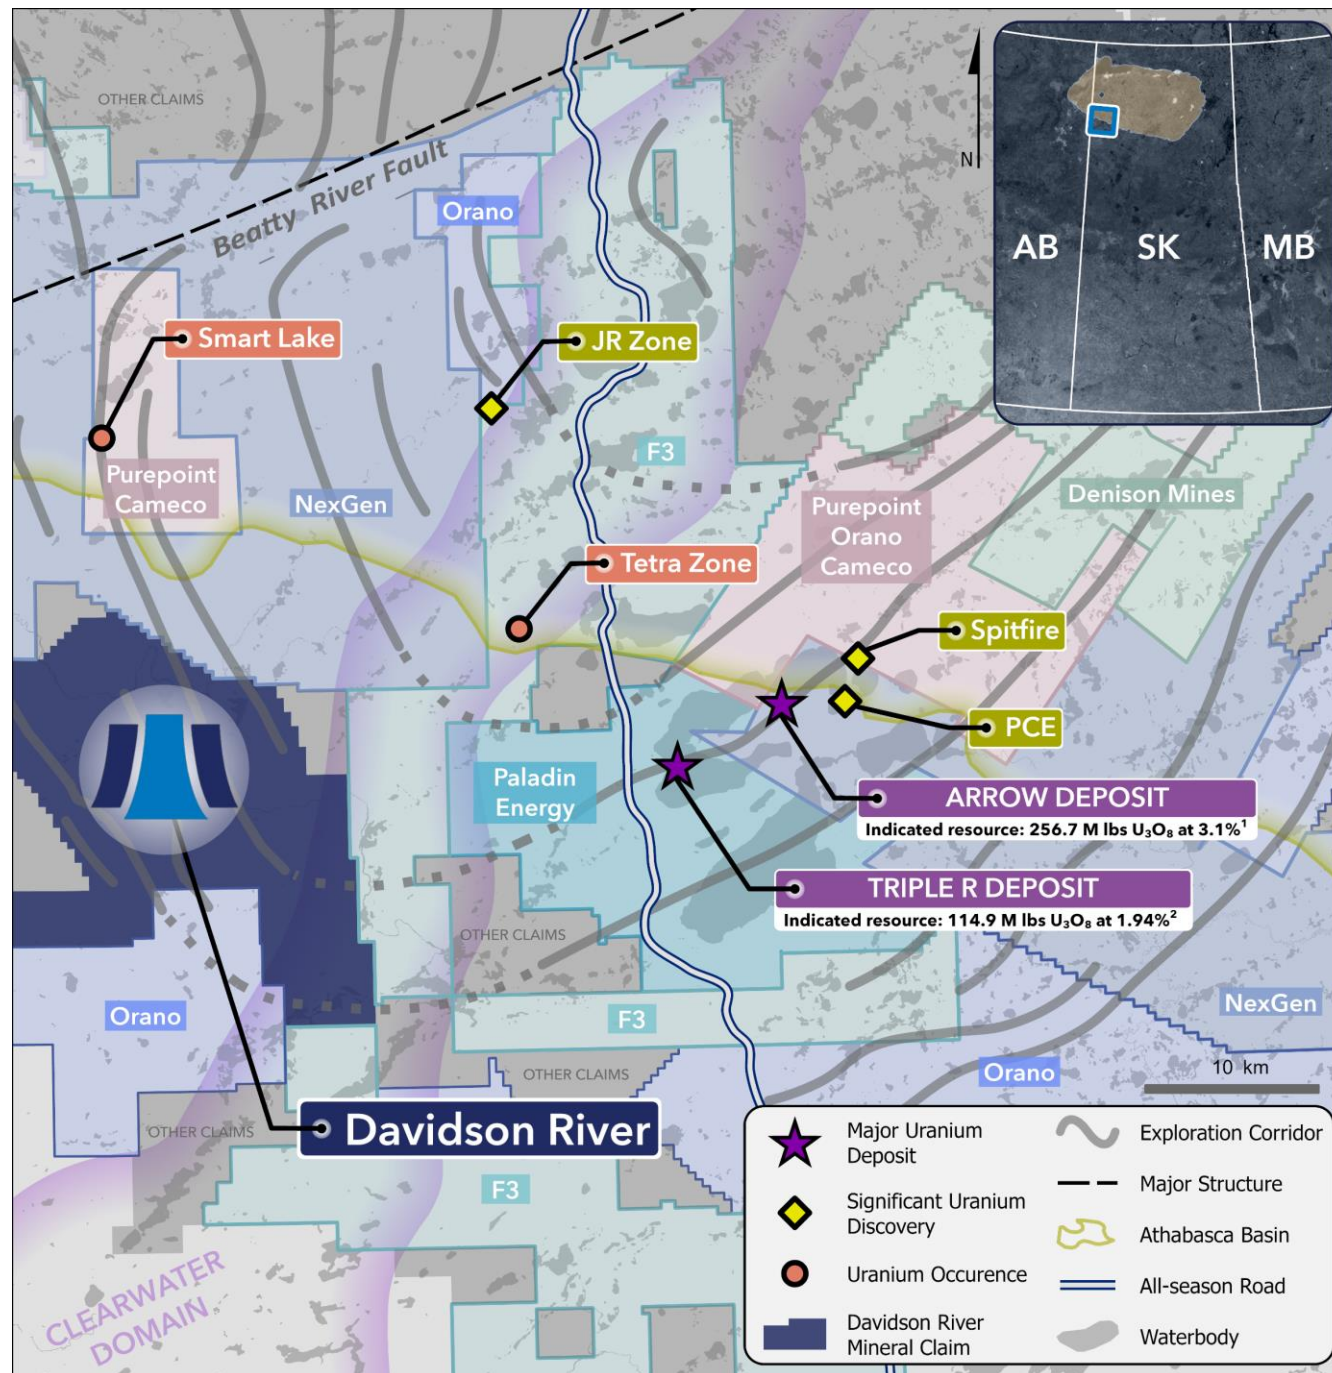 OTHER CLAIMS
Beatty River Fault
Orano
N
AB
SK
MB
Smart Lake
JR Zone
F3
Purepoint
Cameco
NexGen
Purepoint
Orano
Cameco
Denison Mines
Tetra Zone
Spitfire
PCE
Paladin
Energy
ARROW DEPOSIT
Indicated resource: 256.7 M lbs U₃O₈ at 3.1%¹
TRIPLE R DEPOSIT
Indicated resource: 114.9 M lbs U₃O₈ at 1.94%²
OTHER CLAIMS
Orano
F3
NexGen
OTHER CLAIMS
Orano
10 km
OTHER CLAIMS
Davidson River
F3
CLEARWATER
DOMAIN
Major Uranium
Deposit
Significant Uranium
Discovery
Uranium Occurence
Davidson River
Mineral Claim
Exploration Corridor
Major Structure
Athabasca Basin
All-season Road
Waterbody